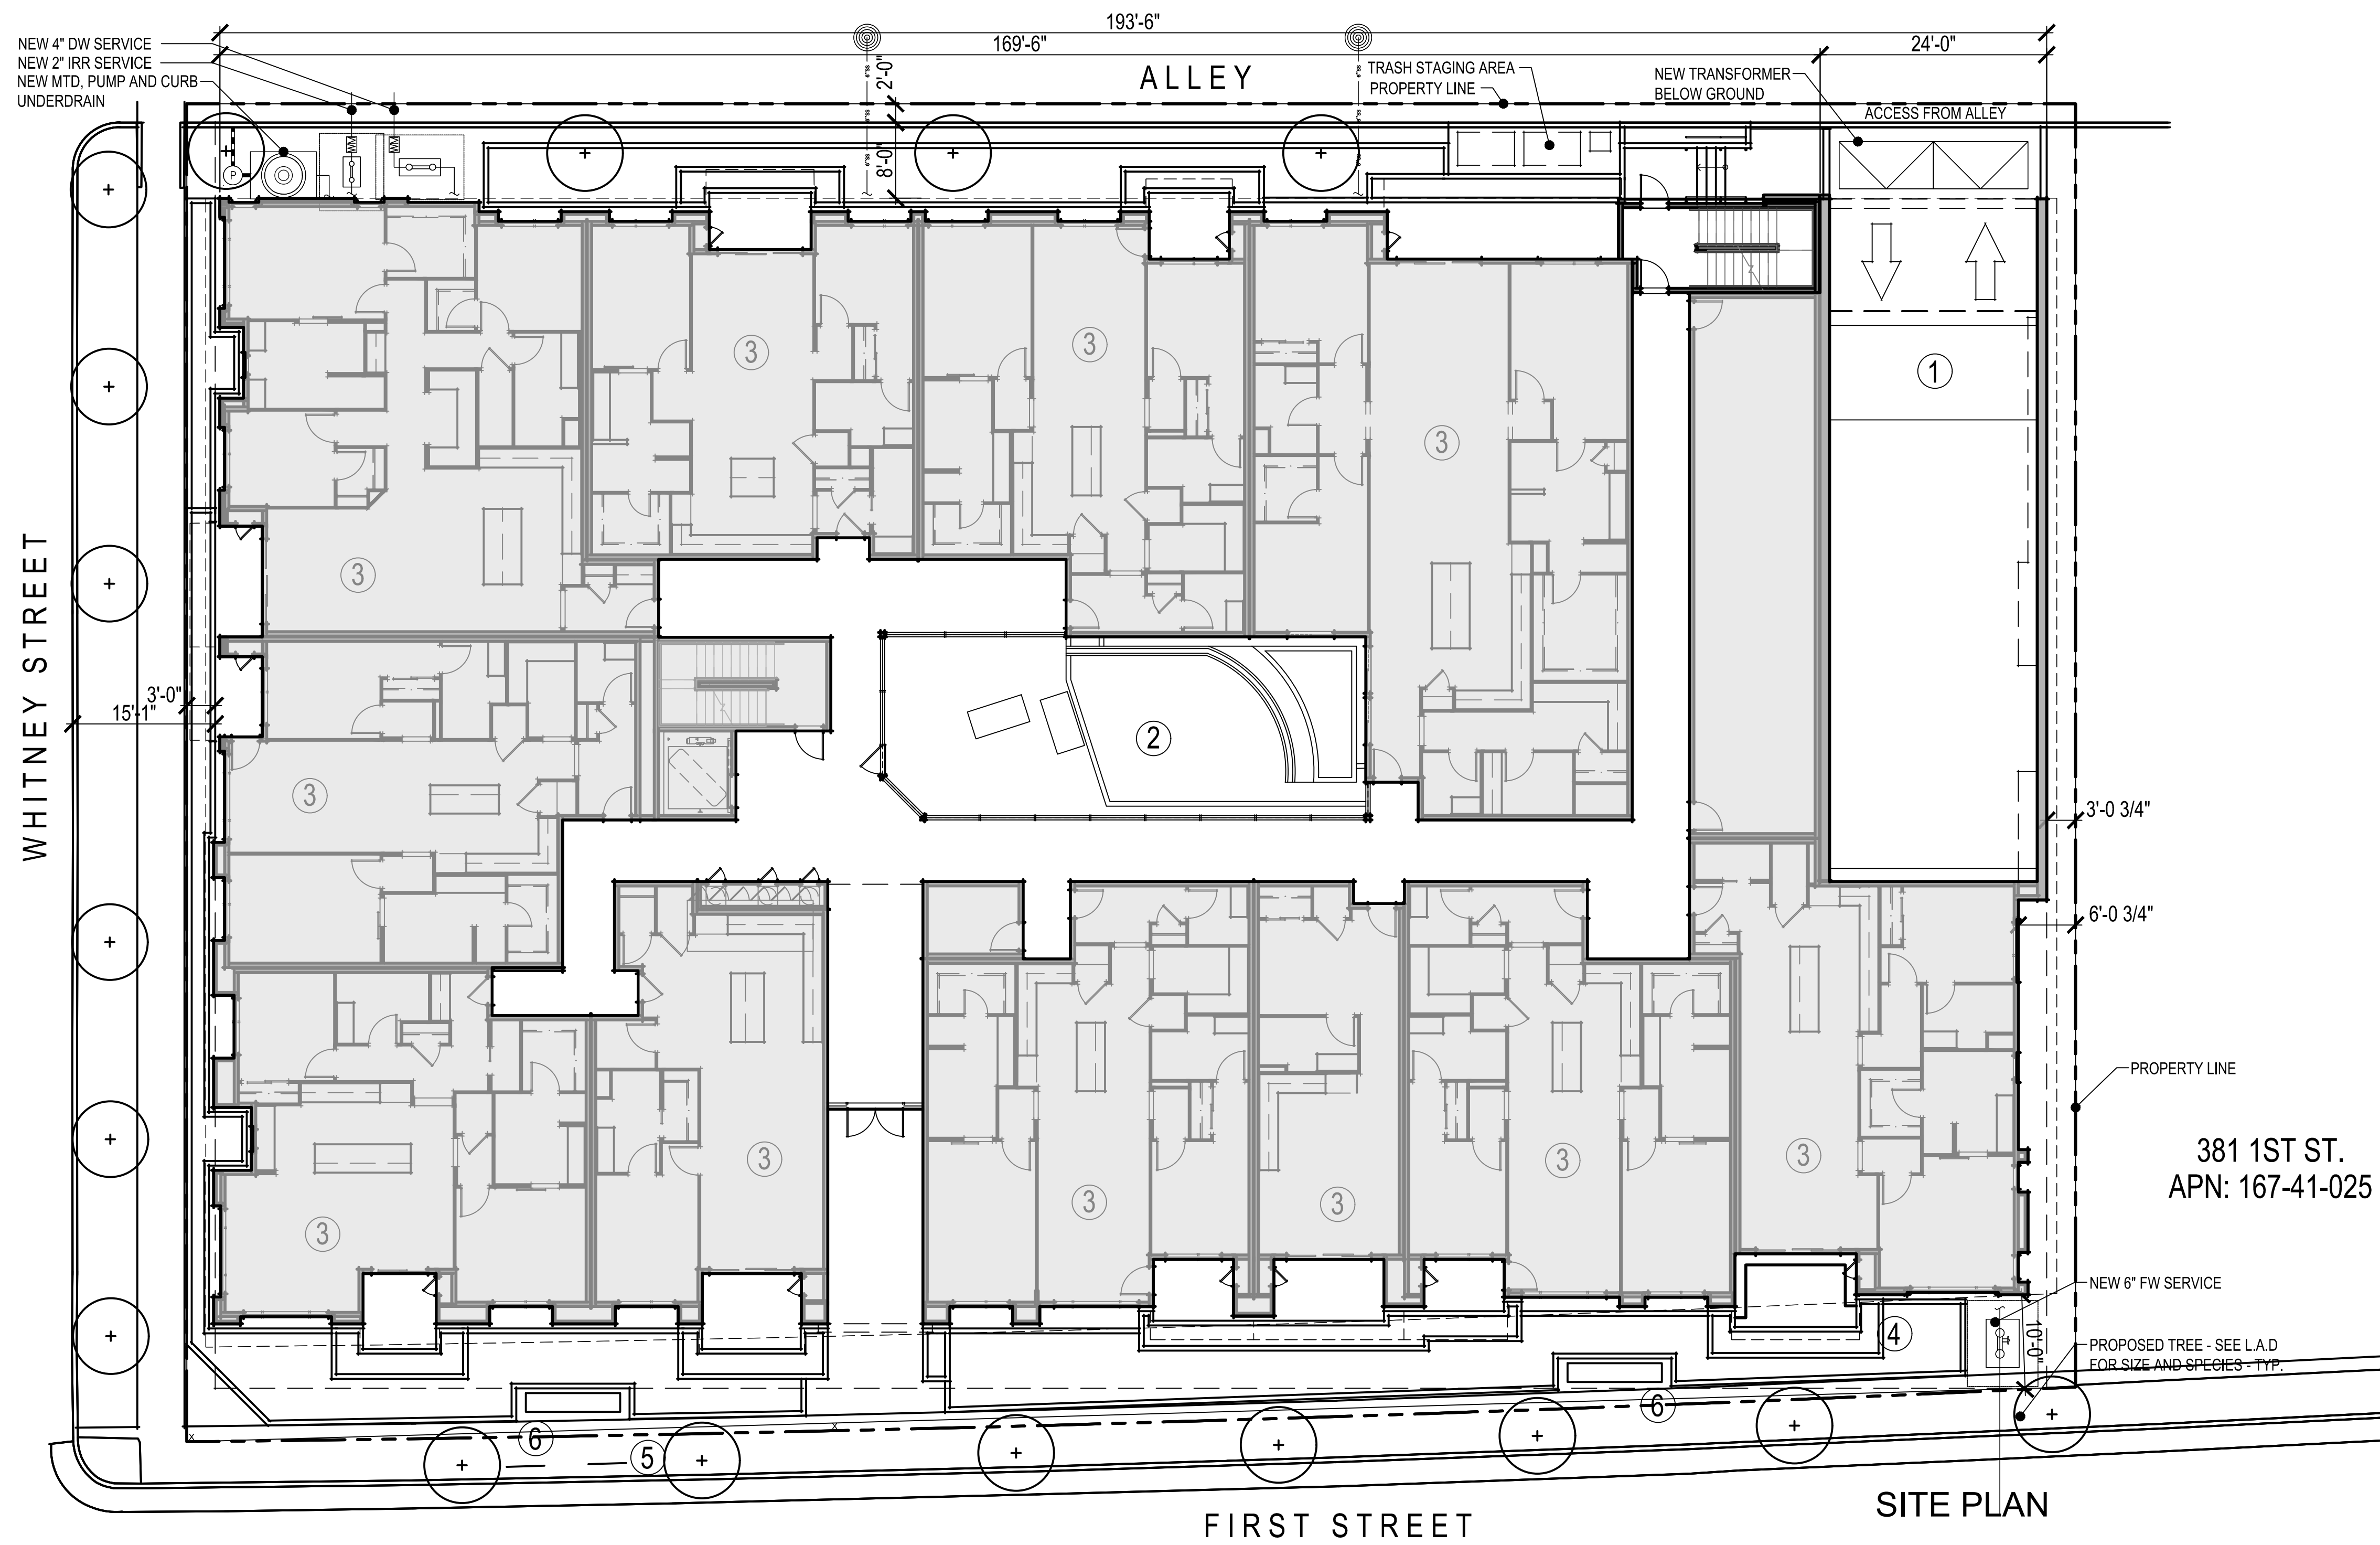 193'-6"
169'-6"
24'-0"
NEW 4" DW SERVICE
NEW 2" IRR SERVICE
NEW MTD, PUMP AND CURB
UNDERDRAIN
2'-0"
ALLEY
TRASH STAGING AREA
PROPERTY LINE
NEW TRANSFORMER
BELOW GROUND
ACCESS FROM ALLEY
8'-0"
P
3
3
3
1
3
3
WHITNEY STREET
3'-0"
15'-1"
2
3
3'-0 3/4"
6'-0 3/4"
PROPERTY LINE
381 1ST ST.
APN: 167-41-025
3
3
3
3
3
3
NEW 6" FW SERVICE
4
10'-0"
PROPOSED TREE - SEE L.A.D
FOR SIZE AND SPECIES - TYP.
6
6
5
x
x
SITE PLAN
FIRST STREET